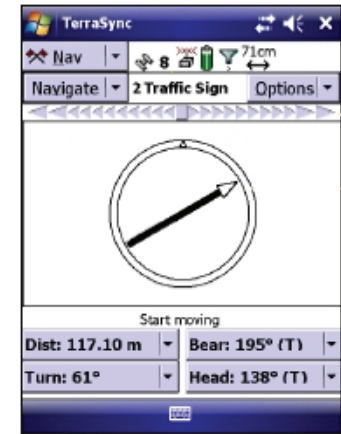 TerraSync
Nav 8 71cm
Navigate 2 Traffic Sign Options
Start moving
Dist: 117.10 m Bear: 195° (T)
Turn: 61° Head: 138° (T)